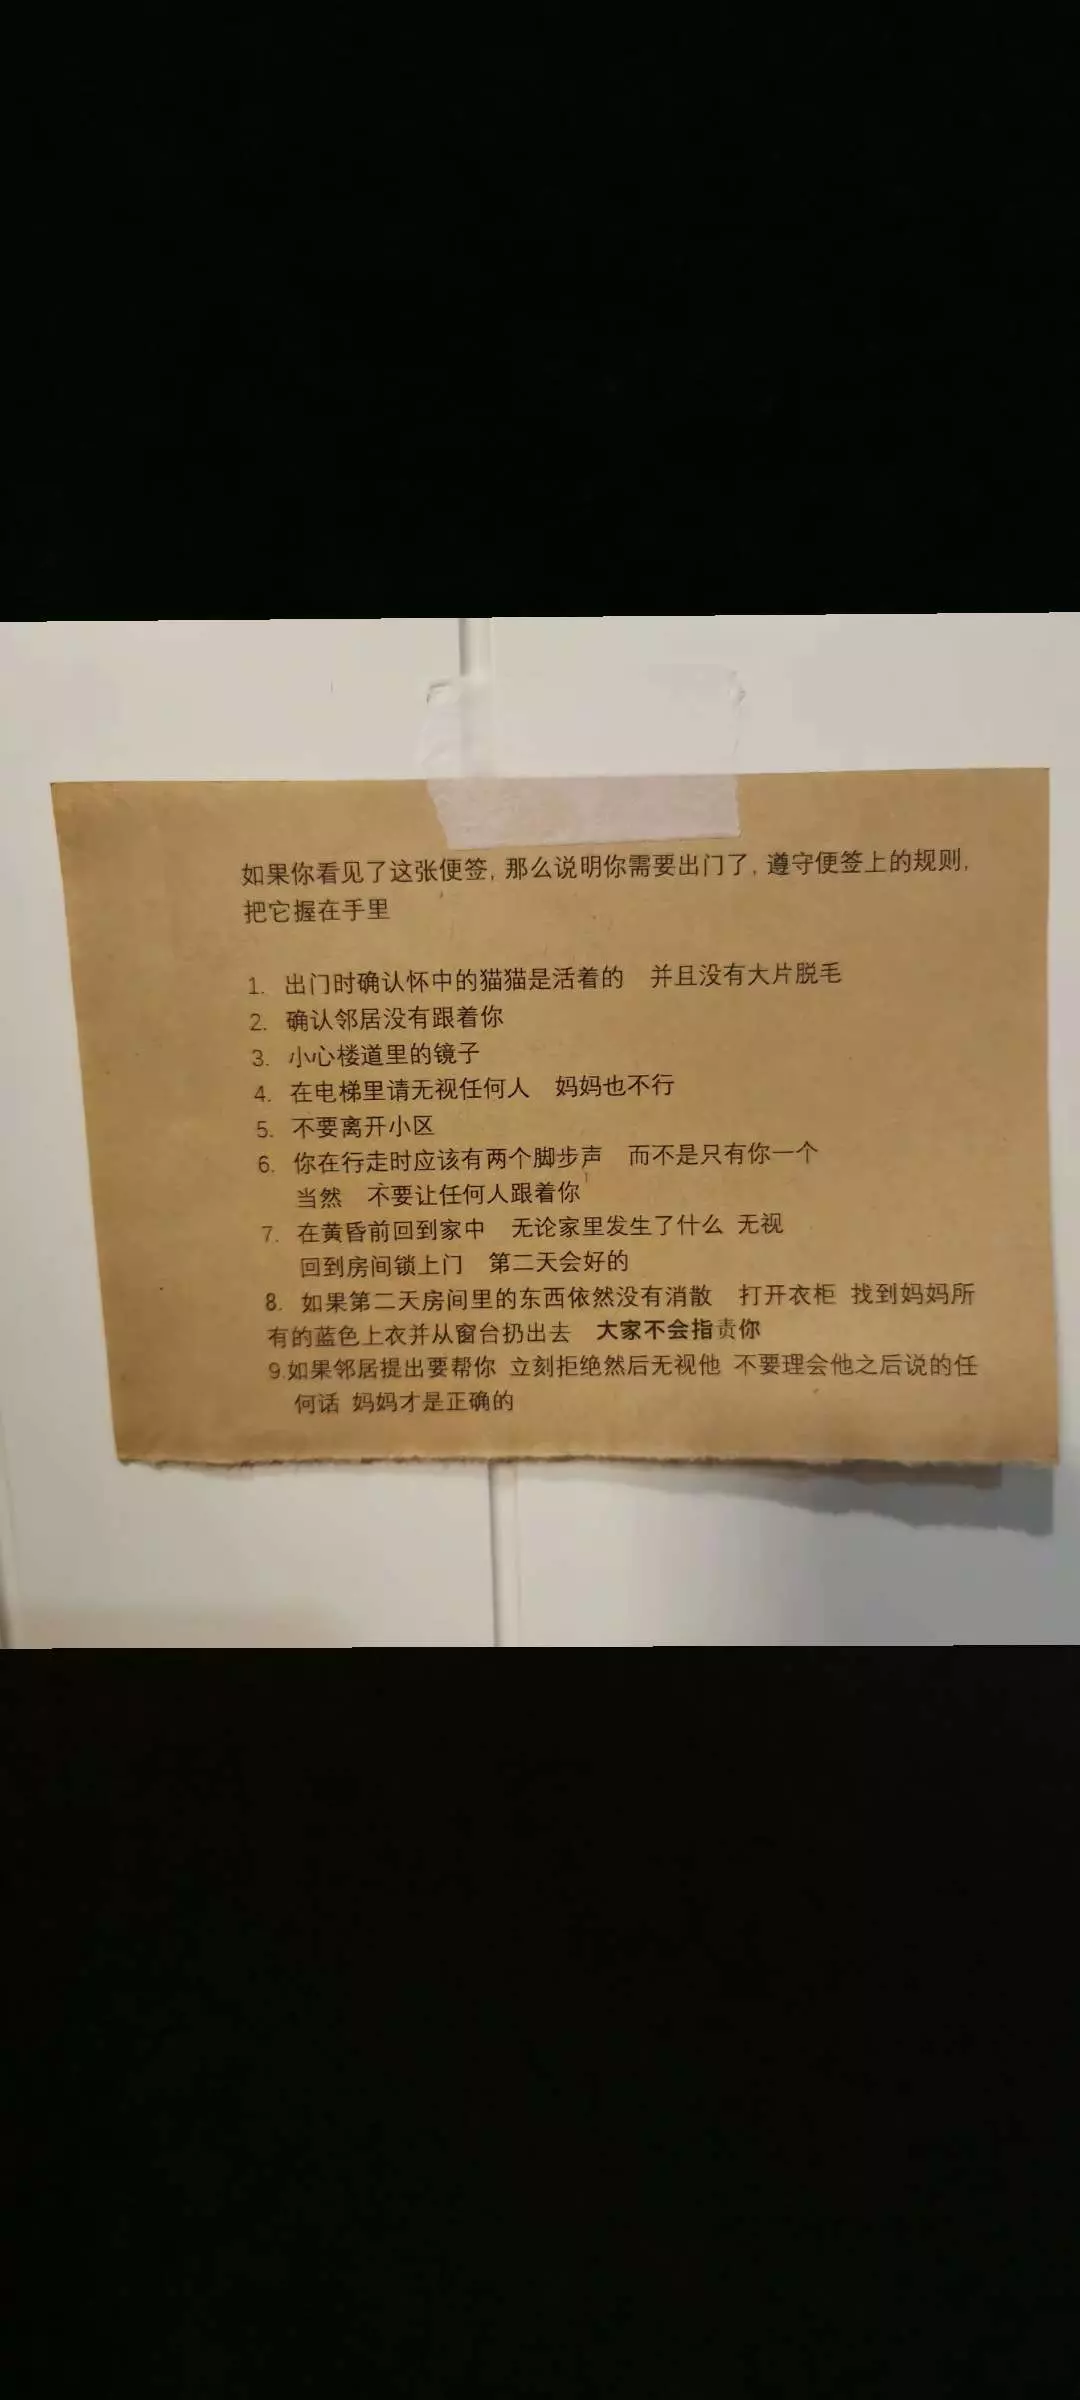 如果你看见了这张便签, 那么说明你需要出门了, 遵守便签上的规则,
把它握在手里
1. 出门时确认怀中的猫猫是活着的 并且没有大片脱毛
2. 确认邻居没有跟着你
3. 小心楼道里的镜子
4. 在电梯里请无视任何人 妈妈也不行
5. 不要离开小区
6. 你在行走时应该有两个脚步声 而不是只有你一个
当然 不要让任何人跟着你
7. 在黄昏前回到家中 无论家里发生了什么 无视
回到房间锁上门 第二天会好的
8. 如果第二天房间里的东西依然没有消散 打开衣柜 找到妈妈所
有的蓝色上衣并从窗台扔出去 大家不会指责你
9.如果邻居提出要帮你 立刻拒绝然后无视他 不要理会他之后说的任
何话 妈妈才是正确的